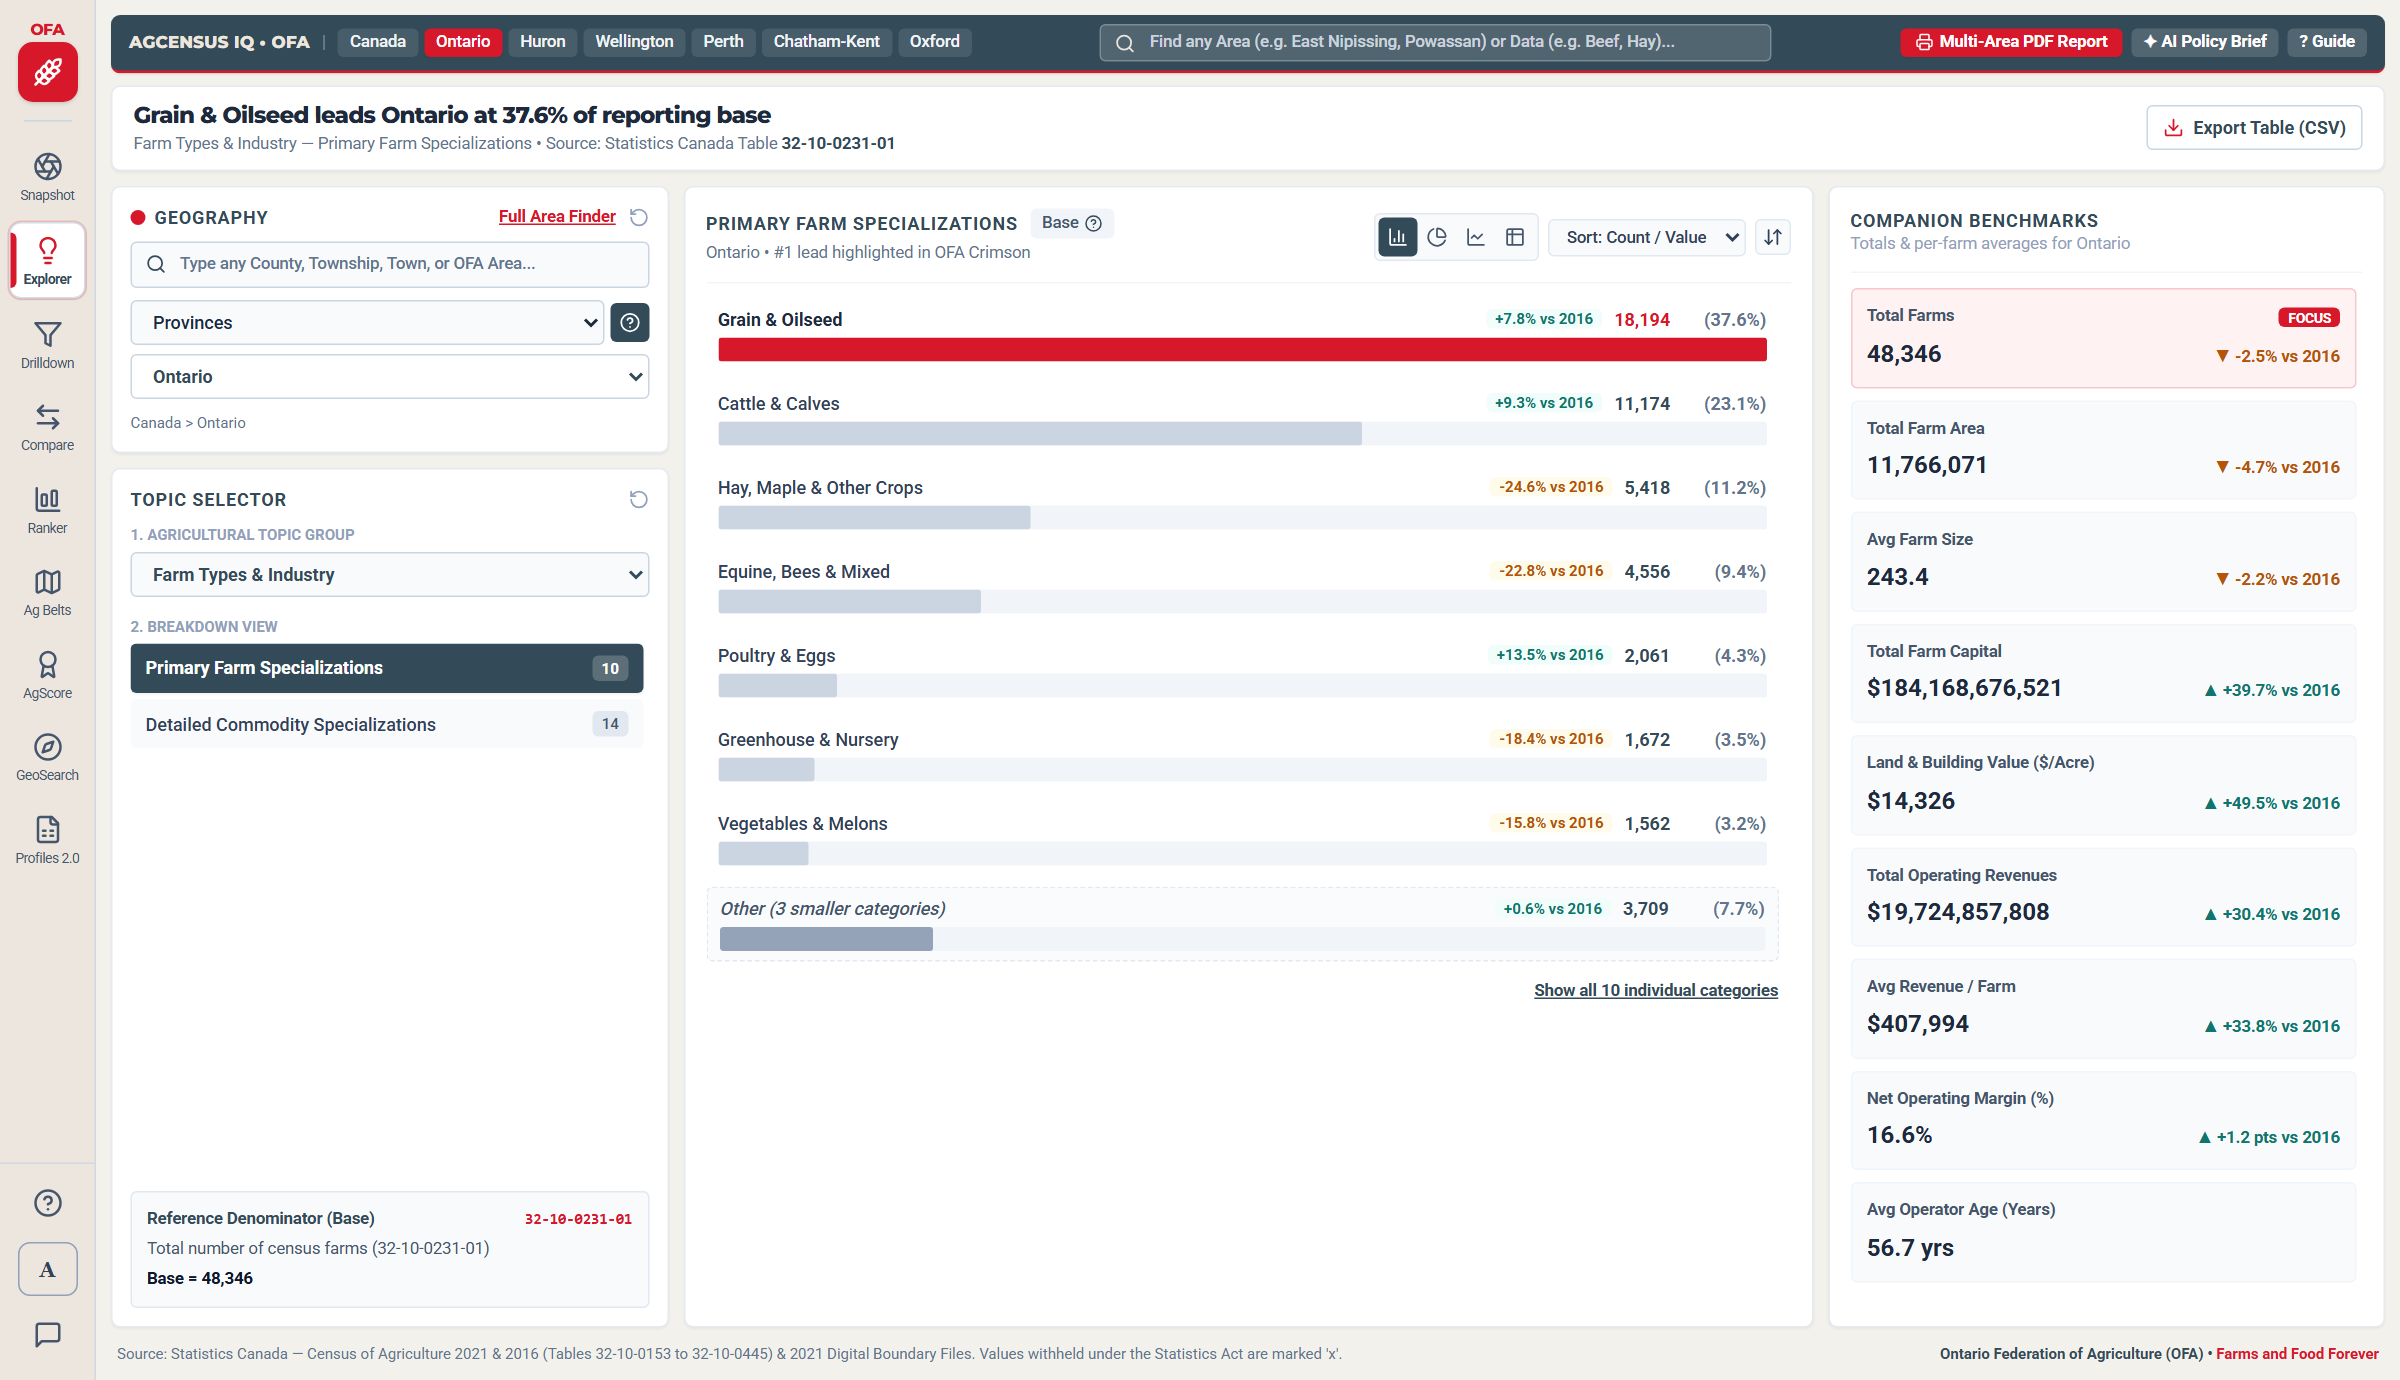 OFA
Snapshot
Explorer
Drilldown
Compare
Ranker
Ag Belts
AgScore
GeoSearch
Profiles 2.0
A
AGCENSUS IQ • OFA | Canada Ontario Huron Wellington Perth Chatham-Kent Oxford
Find any Area (e.g. East Nipissing, Powassan) or Data (e.g. Beef, Hay)...
Multi-Area PDF Report ✦ AI Policy Brief ? Guide
Grain & Oilseed leads Ontario at 37.6% of reporting base
Farm Types & Industry — Primary Farm Specializations • Source: Statistics Canada Table 32-10-0231-01
Export Table (CSV)
GEOGRAPHY Full Area Finder
Type any County, Township, Town, or OFA Area...
Provinces
Ontario
Canada > Ontario
TOPIC SELECTOR
1. AGRICULTURAL TOPIC GROUP
Farm Types & Industry
2. BREAKDOWN VIEW
Primary Farm Specializations 10
Detailed Commodity Specializations 14
Reference Denominator (Base) 32-10-0231-01
Total number of census farms (32-10-0231-01)
Base = 48,346
PRIMARY FARM SPECIALIZATIONS Base ?
Ontario • #1 lead highlighted in OFA Crimson
Sort: Count / Value
Grain & Oilseed +7.8% vs 2016 18,194 (37.6%)
Cattle & Calves +9.3% vs 2016 11,174 (23.1%)
Hay, Maple & Other Crops -24.6% vs 2016 5,418 (11.2%)
Equine, Bees & Mixed -22.8% vs 2016 4,556 (9.4%)
Poultry & Eggs +13.5% vs 2016 2,061 (4.3%)
Greenhouse & Nursery -18.4% vs 2016 1,672 (3.5%)
Vegetables & Melons -15.8% vs 2016 1,562 (3.2%)
Other (3 smaller categories) +0.6% vs 2016 3,709 (7.7%)
Show all 10 individual categories
COMPANION BENCHMARKS
Totals & per-farm averages for Ontario
Total Farms FOCUS
48,346 ▼ -2.5% vs 2016
Total Farm Area
11,766,071 ▼ -4.7% vs 2016
Avg Farm Size
243.4 ▼ -2.2% vs 2016
Total Farm Capital
$184,168,676,521 ▲ +39.7% vs 2016
Land & Building Value ($/Acre)
$14,326 ▲ +49.5% vs 2016
Total Operating Revenues
$19,724,857,808 ▲ +30.4% vs 2016
Avg Revenue / Farm
$407,994 ▲ +33.8% vs 2016
Net Operating Margin (%)
16.6% ▲ +1.2 pts vs 2016
Avg Operator Age (Years)
56.7 yrs
Source: Statistics Canada — Census of Agriculture 2021 & 2016 (Tables 32-10-0153 to 32-10-0445) & 2021 Digital Boundary Files. Values withheld under the Statistics Act are marked 'x'.
Ontario Federation of Agriculture (OFA) • Farms and Food Forever